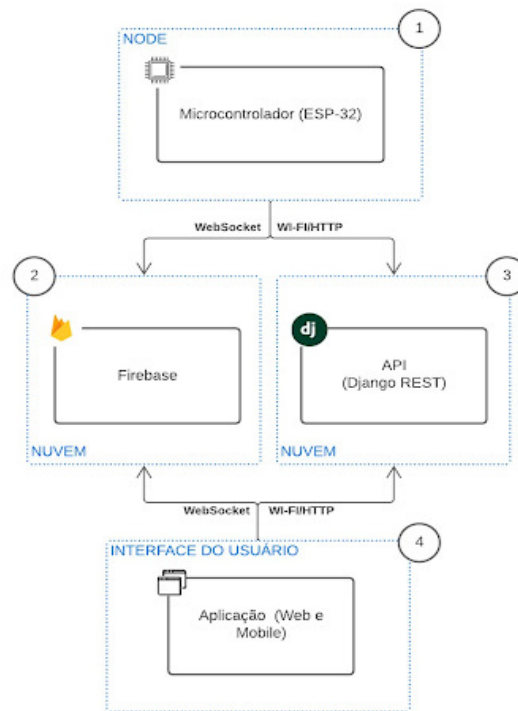 1
NODE
Microcontrolador (ESP-32)
WebSocket WI-FI/HTTP
2
3
dj
Firebase
API
(Django REST)
NUVEM
NUVEM
WebSocket WI-FI/HTTP
4
INTERFACE DO USUÁRIO
Aplicação (Web e
Mobile)